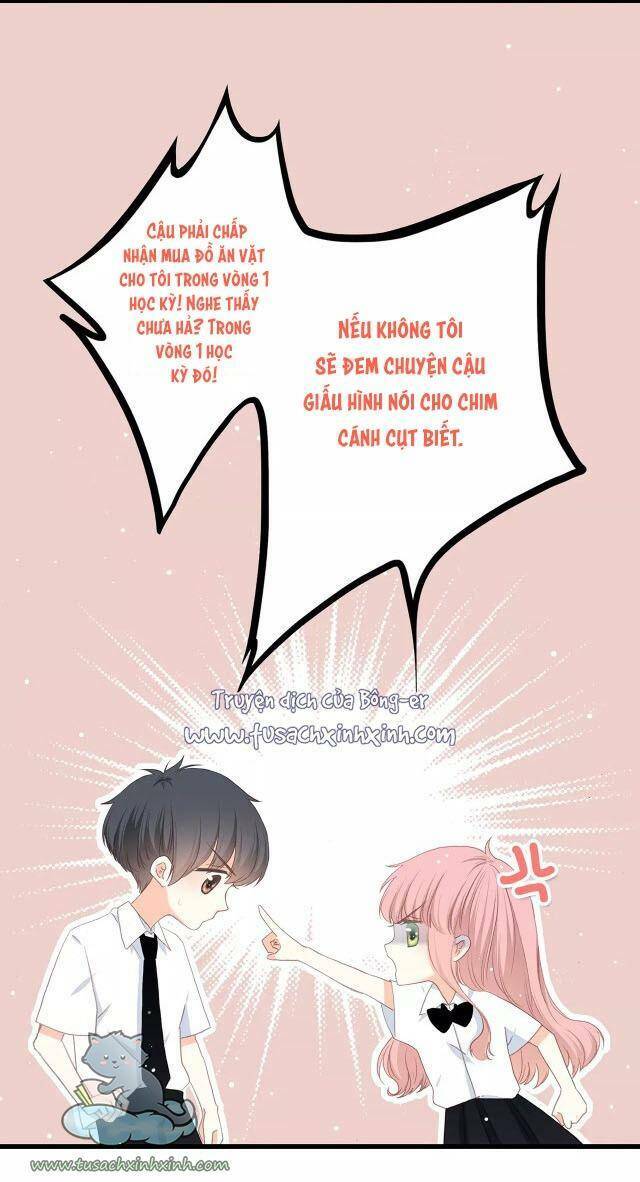 CẬU PHẢI CHẤP
NHẬN MUA ĐỒ ĂN VẶT
CHO TÔI TRONG VÒNG 1
HỌC KỲ! NGHE THẤY
CHƯA HẢ? TRONG
VÒNG 1 HỌC
KỲ ĐÓ!
NẾU KHÔNG TÔI
SẼ ĐEM CHUYỆN CẬU
GIẤU HÌNH NÓI CHO CHIM
CÁNH CỤT BIẾT.
Truyện dịch của Bông-er
www.tusachxinhxinh.com
www.tusachxinhxinh.com